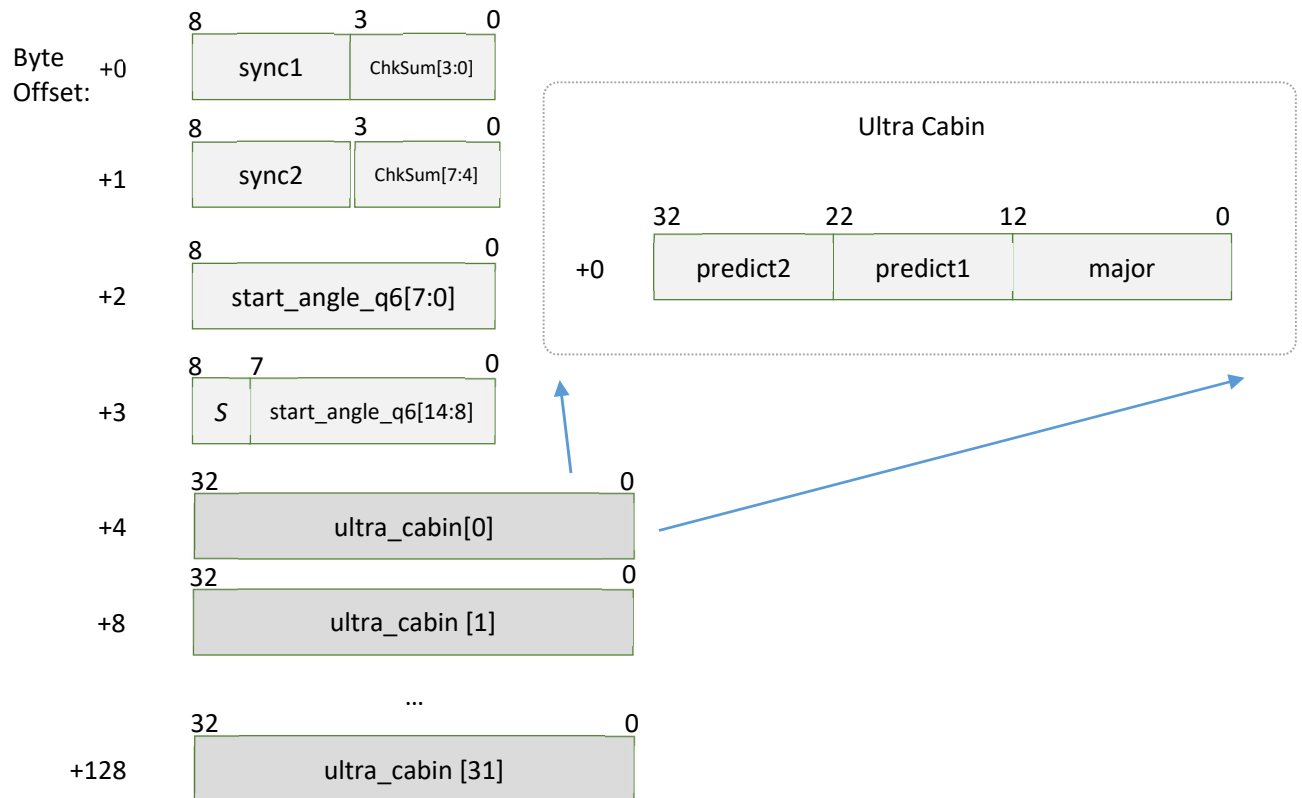 8 3 0
Byte
Offset:
+0
sync1
ChkSum[3:0]
8 3 0
+1
sync2
ChkSum[7:4]
8 0
+2
start_angle_q6[7:0]
8 7 0
+3
S
start_angle_q6[14:8]
32 0
+4
ultra_cabin[0]
32 0
+8
ultra_cabin [1]
...
32 0
+128
ultra_cabin [31]
Ultra Cabin
32 22 12 0
+0
predict2
predict1
major